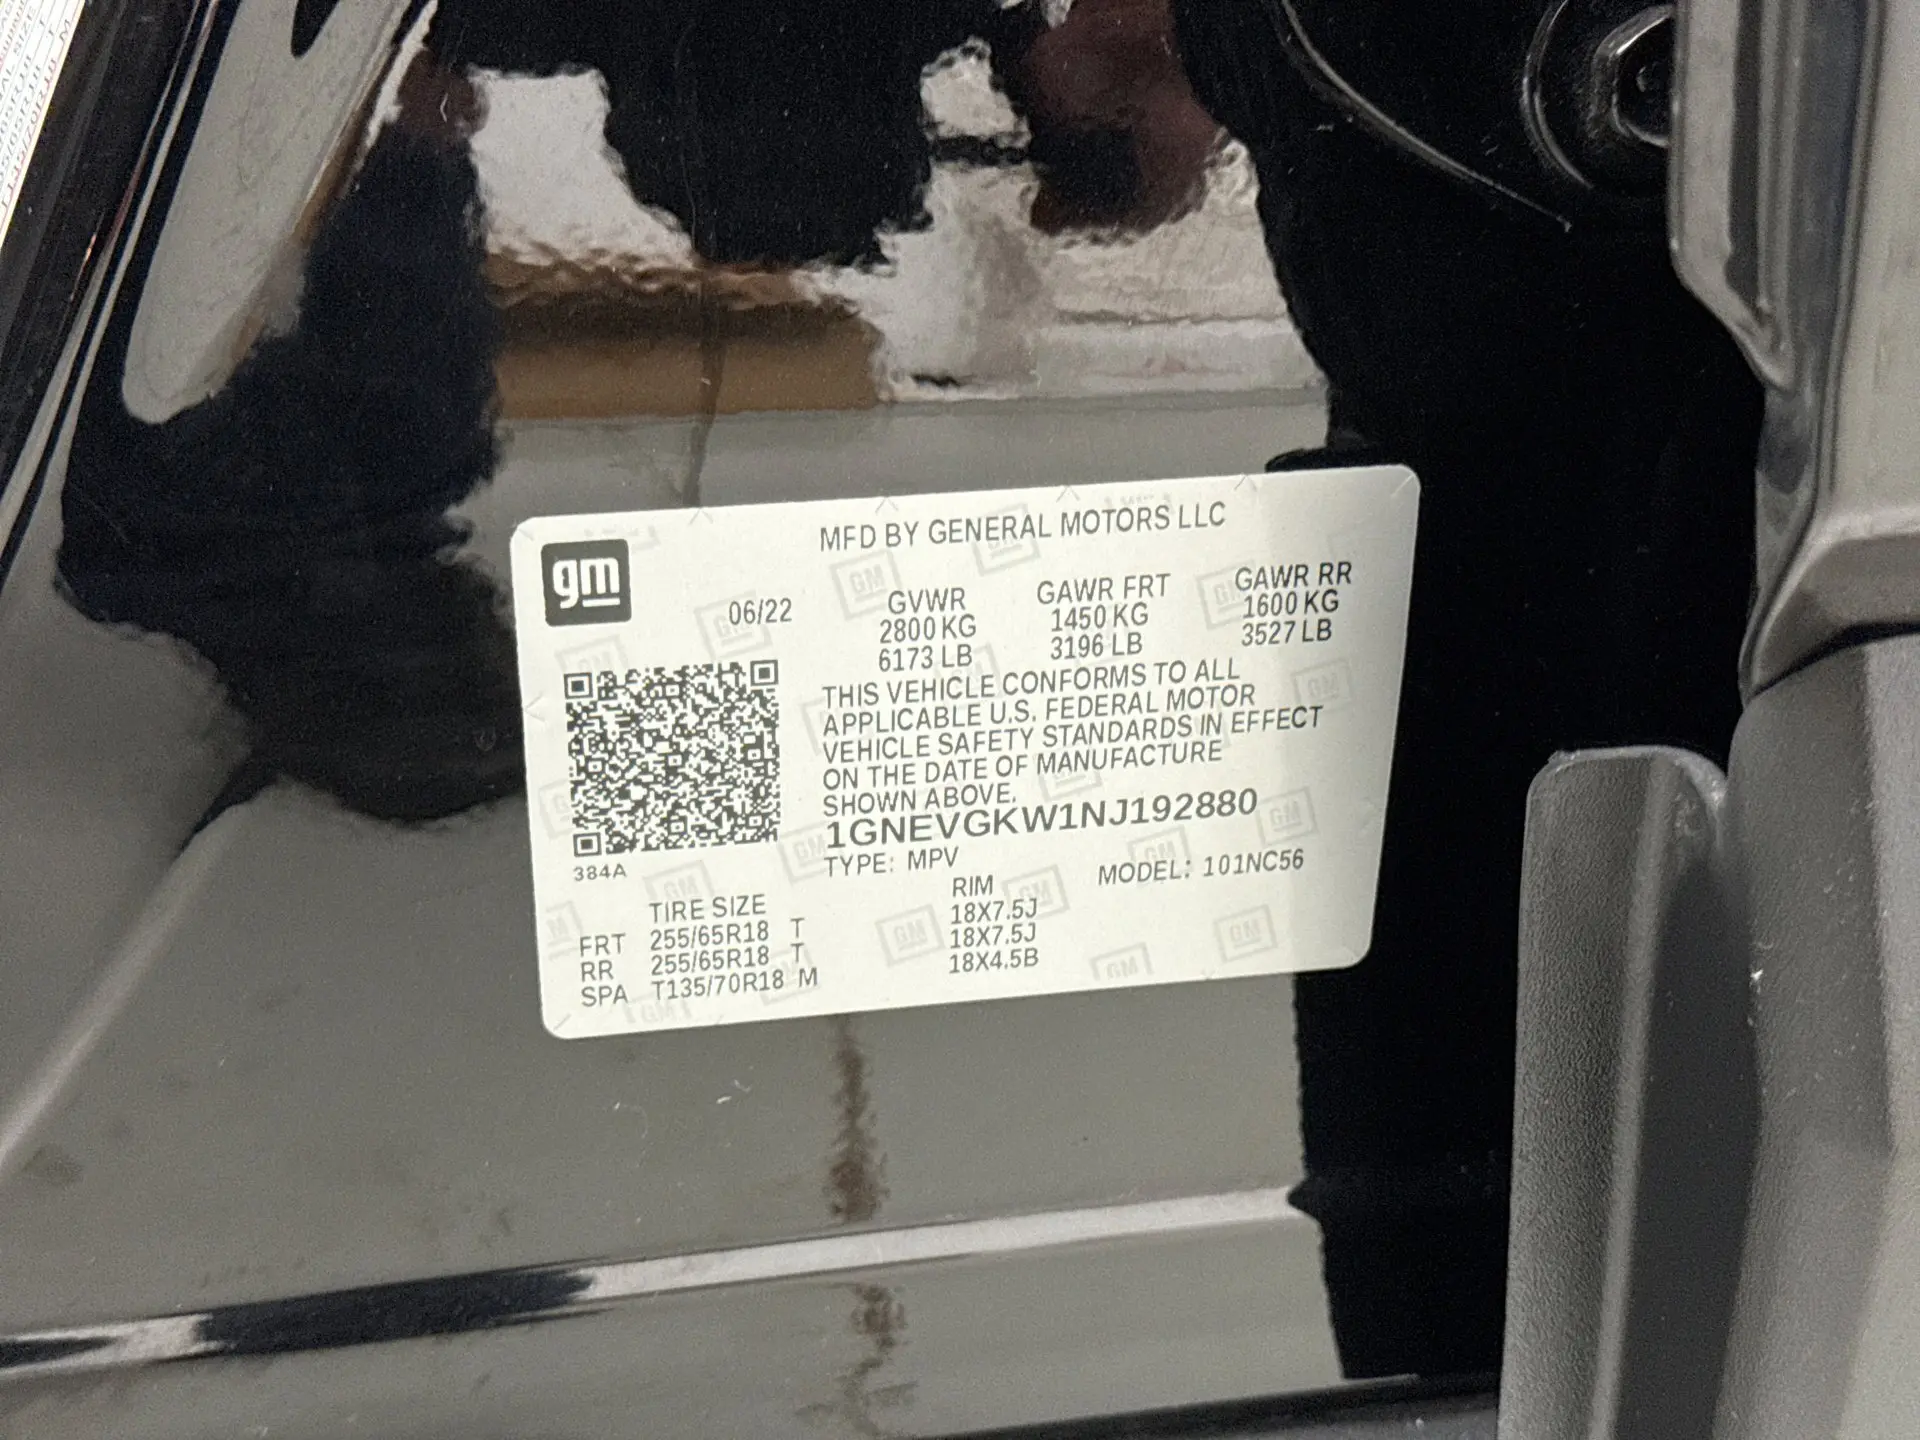 MFD BY GENERAL MOTORS LLC
gm
06/22
GVWR GAWR FRT GAWR RR
2800 KG 1450 KG 1600 KG
6173 LB 3196 LB 3527 LB
THIS VEHICLE CONFORMS TO ALL
APPLICABLE U.S. FEDERAL MOTOR
VEHICLE SAFETY STANDARDS IN EFFECT
ON THE DATE OF MANUFACTURE
SHOWN ABOVE.
1GNEVGKW1NJ192880
384A
TYPE: MPV MODEL: 101NC56
TIRE SIZE RIM
FRT 255/65R18 T 18X7.5J
RR 255/65R18 T 18X7.5J
SPA T135/70R18 M 18X4.5B